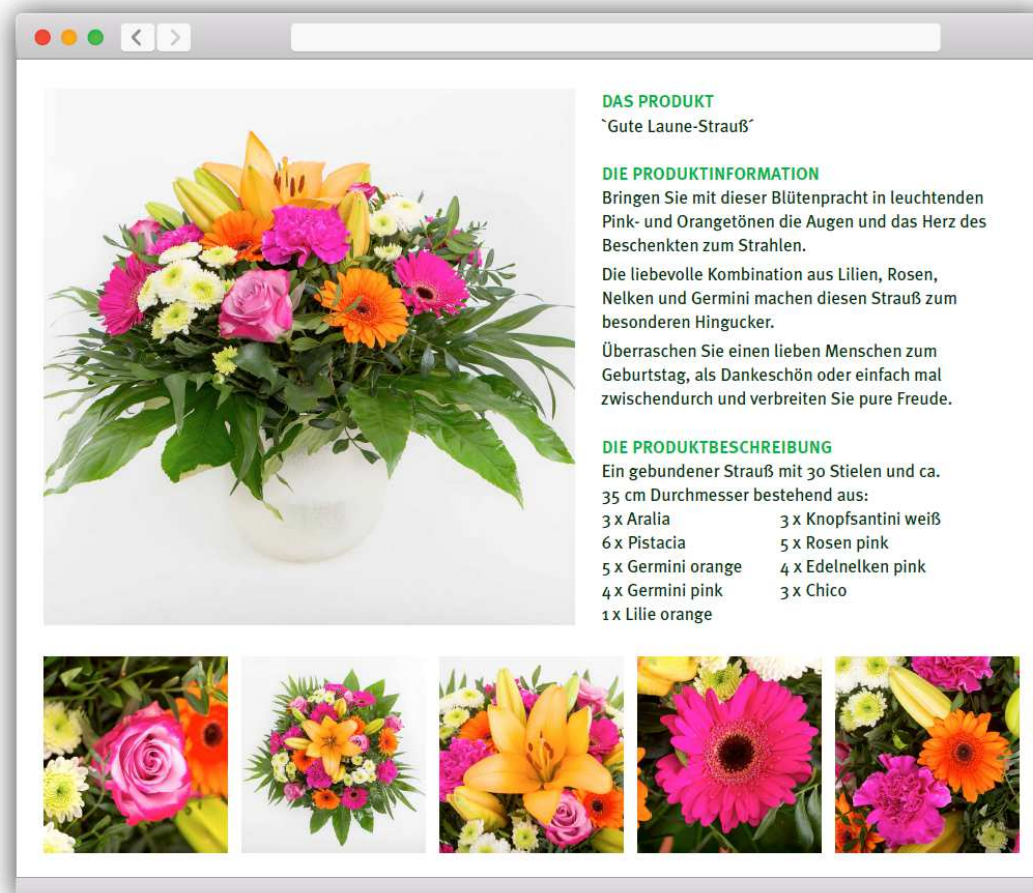 DAS PRODUKT
`Gute Laune-Strauß´
DIE PRODUKTINFORMATION
Bringen Sie mit dieser Blütenpracht in leuchtenden
Pink- und Orangetönen die Augen und das Herz des
Beschenkten zum Strahlen.
Die liebevolle Kombination aus Lilien, Rosen,
Nelken und Germini machen diesen Strauß zum
besonderen Hingucker.
Überraschen Sie einen lieben Menschen zum
Geburtstag, als Dankeschön oder einfach mal
zwischendurch und verbreiten Sie pure Freude.
DIE PRODUKTBESCHREIBUNG
Ein gebundener Strauß mit 30 Stielen und ca.
35 cm Durchmesser bestehend aus:
3 x Aralia
6 x Pistacia
5 x Germini orange
4 x Germini pink
1 x Lilie orange
3 x Knopfsantini weiß
5 x Rosen pink
4 x Edelnelken pink
3 x Chico